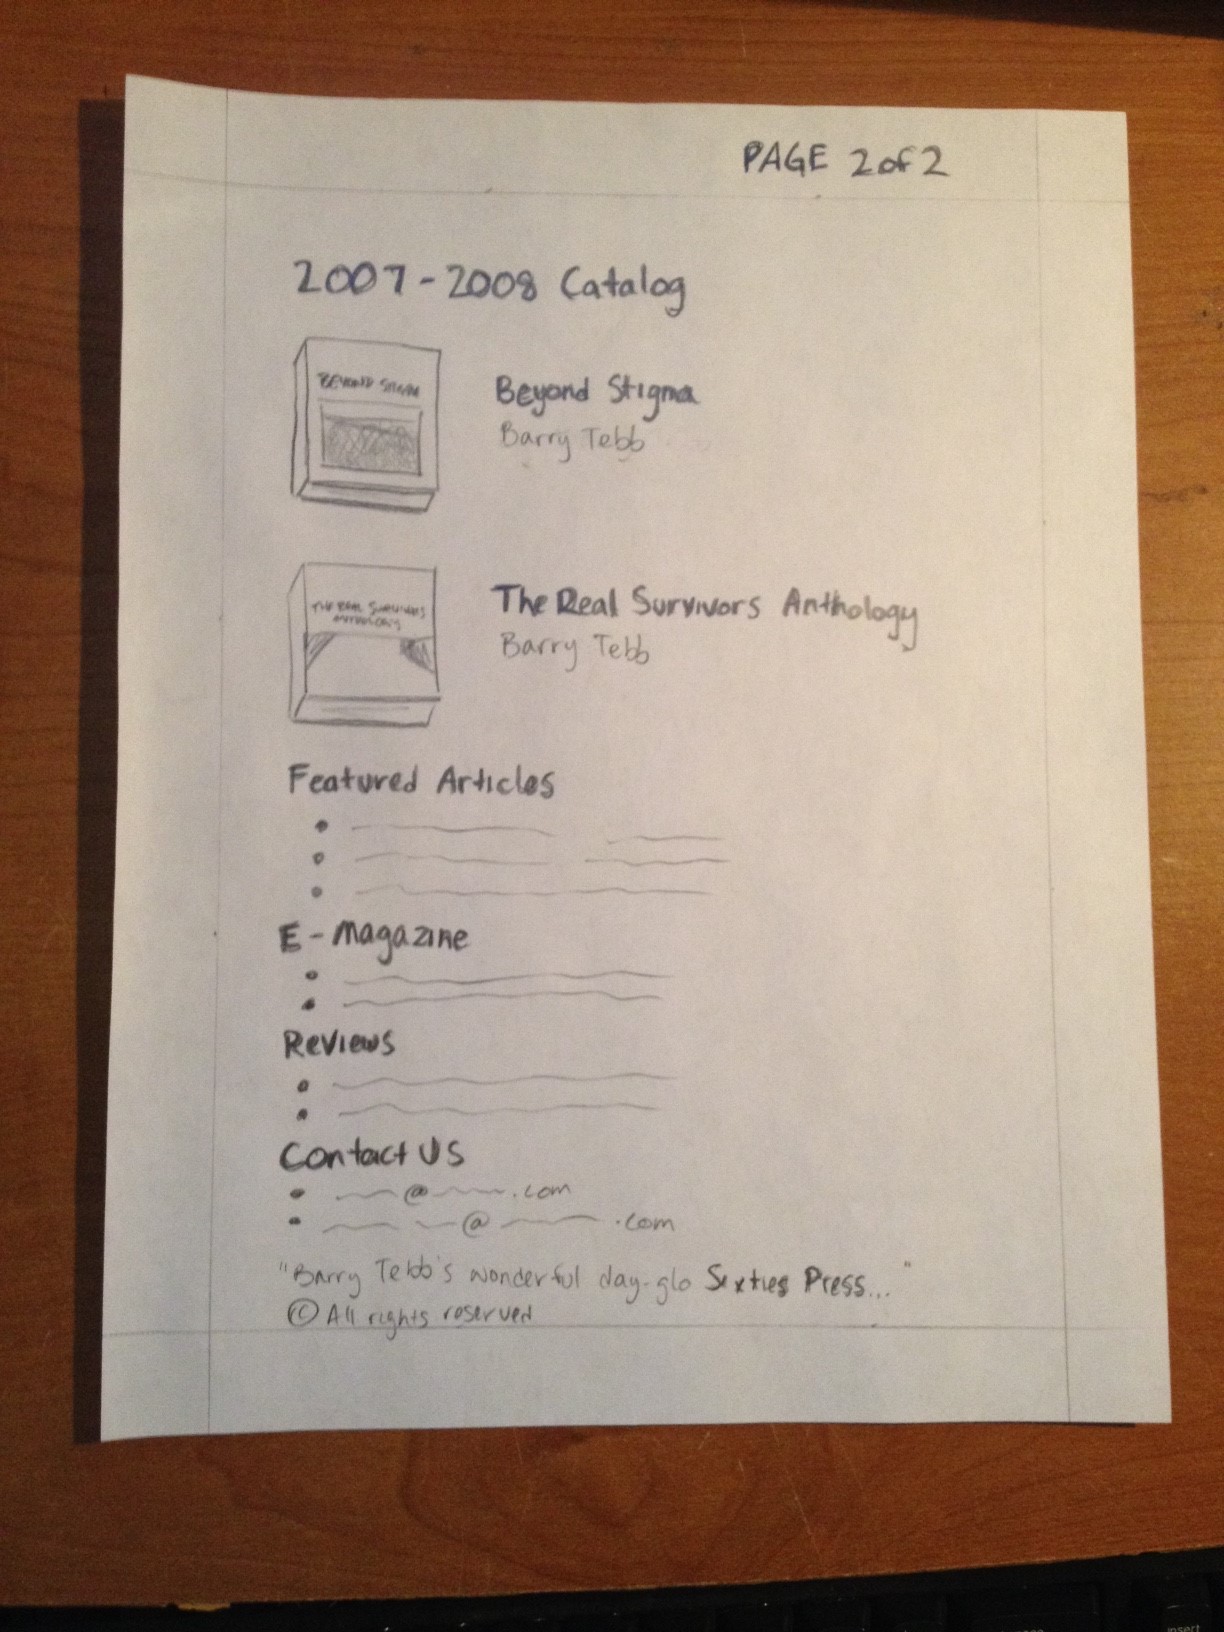 PAGE 2 of 2
2007-2008 Catalog
BEYOND STIGMA
Beyond Stigma
Barry Tebb
THE REAL SURVIVORS
ANTHOLOGY
The Real Survivors Anthology
Barry Tebb
Featured Articles
E-magazine
Reviews
Contact Us
@ .com
@ .com
"Barry Tebb's wonderful day-glo Sixties Press..."
© All rights reserved
insert